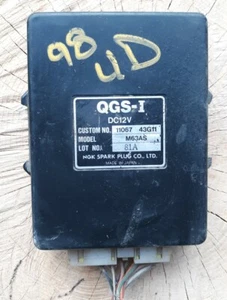 98 UD
QGS-I
DC12V
CUSTOM NO. 11067 43G11
MODEL M63AS
LOT NO: 81A
NGK SPARK PLUG CO., LTD.
MADE IN JAPAN